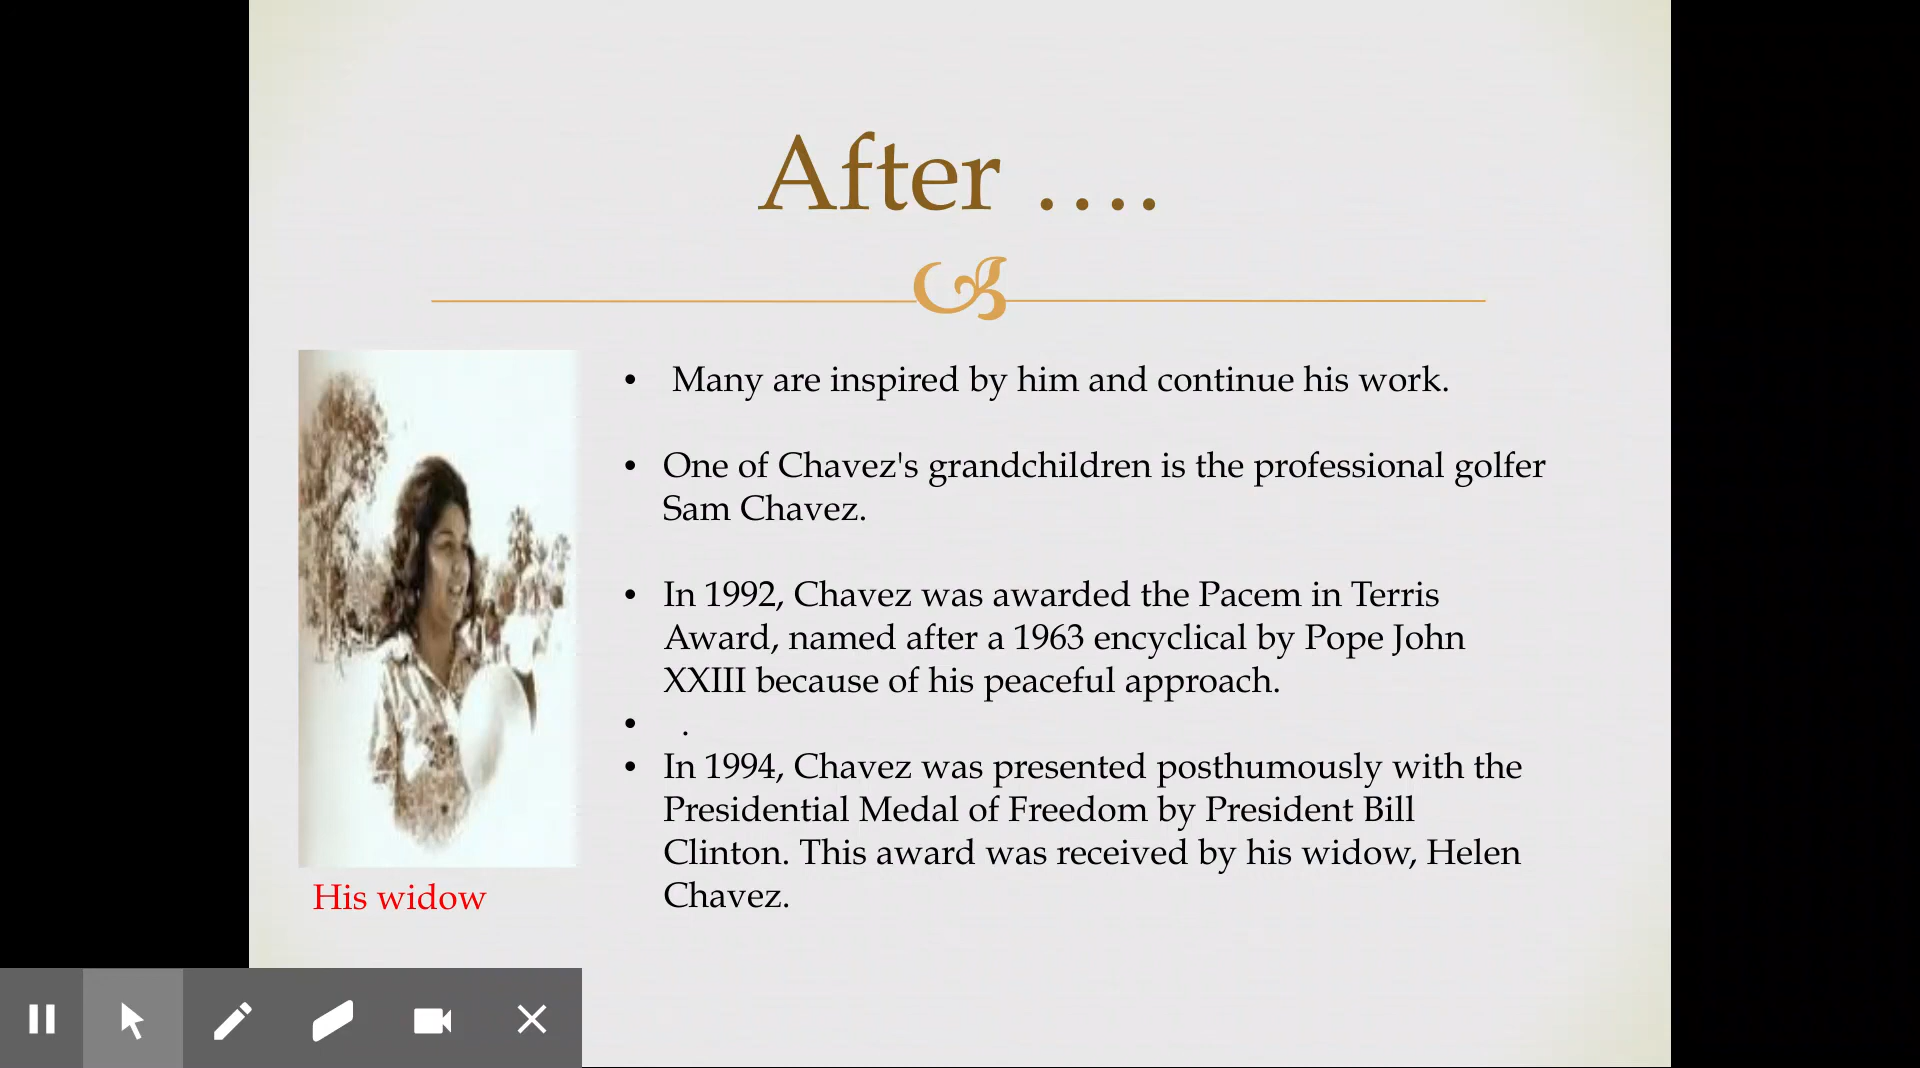 After ….
• Many are inspired by him and continue his work.
• One of Chavez's grandchildren is the professional golfer
Sam Chavez.
• In 1992, Chavez was awarded the Pacem in Terris
Award, named after a 1963 encyclical by Pope John
XXIII because of his peaceful approach.
• .
• In 1994, Chavez was presented posthumously with the
Presidential Medal of Freedom by President Bill
Clinton. This award was received by his widow, Helen
Chavez.
His widow